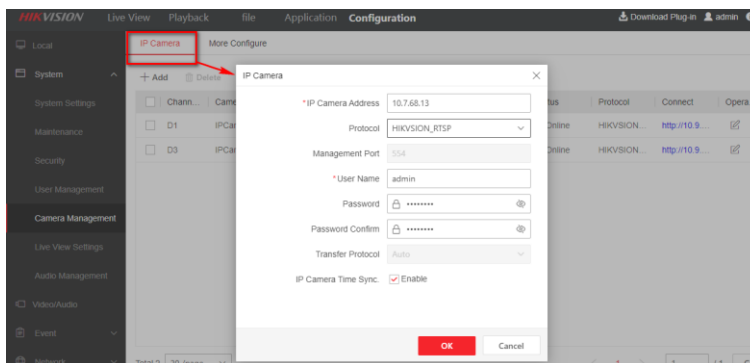 HIKVISION Live View Playback file Application Configuration Download Plug-in admin
Local IP Camera More Configure
System + Add Delete IP Camera
System Settings Chann... Came *IP Camera Address 10.7.68.13 tus Protocol Connect Opera
Maintenance D1 IPCar Protocol HIKVSION_RTSP Online HIKVSION... http://10.9....
Security D3 IPCar Management Port 554 Online HIKVSION... http://10.9....
User Management *User Name admin
Camera Management Password ••••••••
Live View Settings Password Confirm ••••••••
Audio Management Transfer Protocol Auto
Video/Audio IP Camera Time Sync. Enable
Event
Network OK Cancel